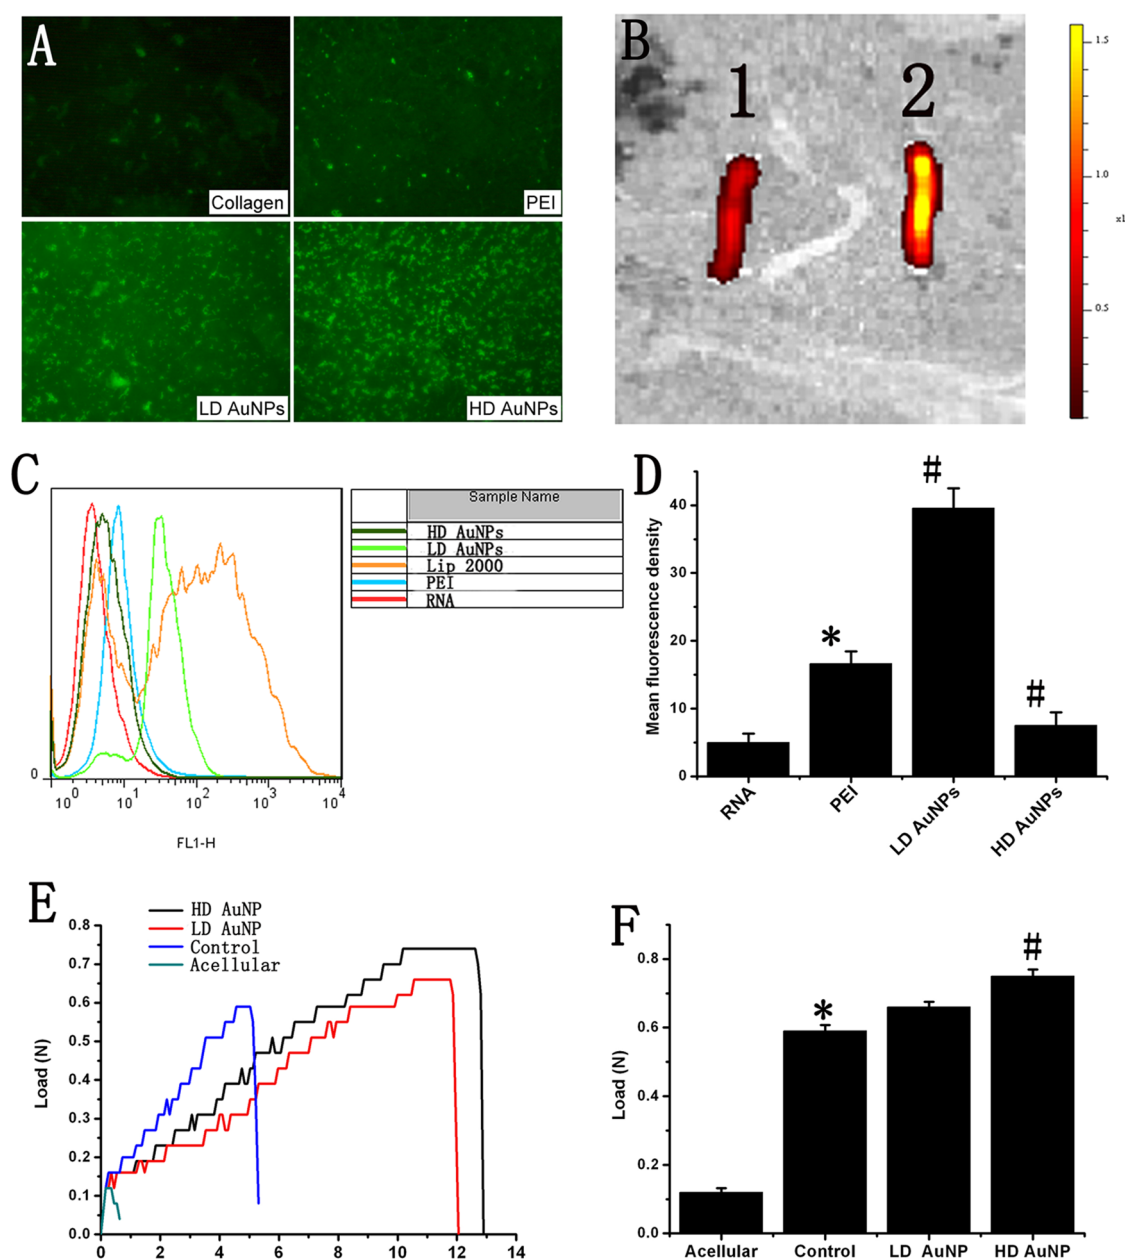 A
Collagen
PEI
LD AuNPs
HD AuNPs
B
1
2
1.5
1.0
0.5
x1
C
Sample Name
HD AuNPs
LD AuNPs
Lip 2000
PEI
RNA
0
10^0 10^1 10^2 10^3 10^4
FL1-H
D
Mean fluorescence density
40
30
20
10
0
*
#
#
RNA
PEI
LD AuNPs
HD AuNPs
E
HD AuNP
LD AuNP
Control
Acellular
Load (N)
0.8
0.7
0.6
0.5
0.4
0.3
0.2
0.1
0.0
0 2 4 6 8 10 12 14
F
Load (N)
0.8
0.6
0.4
0.2
0.0
*
#
Acellular Control LD AuNP HD AuNP